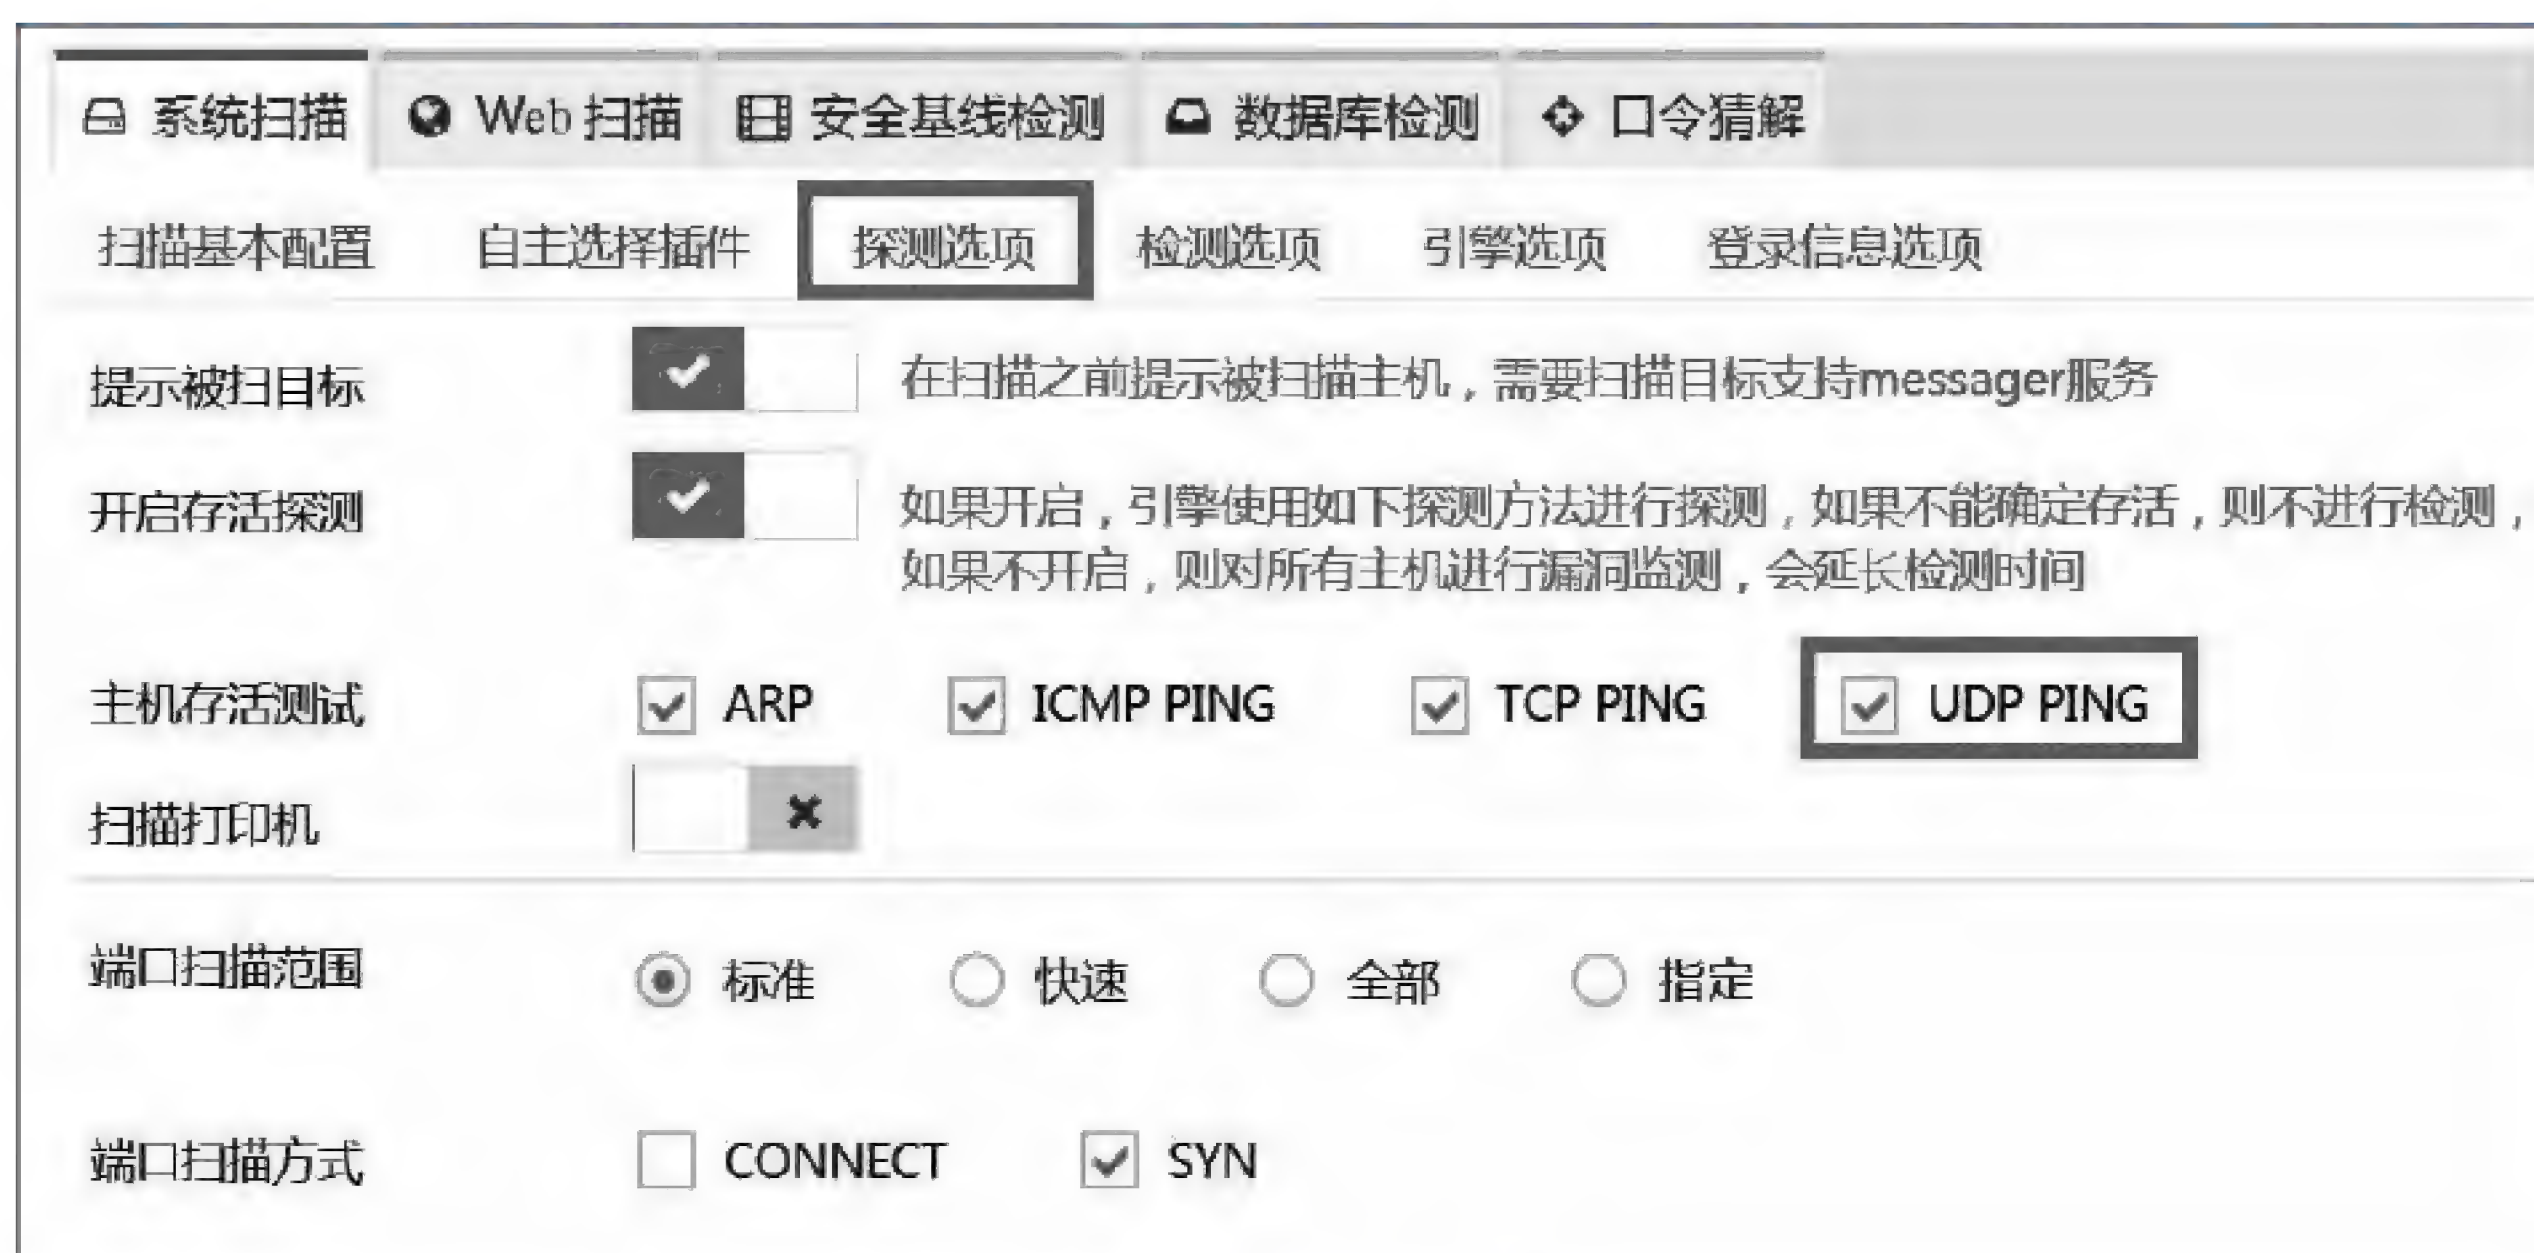 系统扫描 Web 扫描 安全基线检测 数据库检测 口令猜解
扫描基本配置 自主选择插件 探测选项 检测选项 引擎选项 登录信息选项
提示被扫目标 在扫描之前提示被扫描主机，需要扫描目标支持messager服务
开启存活探测 如果开启，引擎使用如下探测方法进行探测，如果不能确定存活，则不进行检测，
如果不开启，则对所有主机进行漏洞监测，会延长检测时间
主机存活测试 ARP ICMP PING TCP PING UDP PING
扫描打印机
端口扫描范围 标准 快速 全部 指定
端口扫描方式 CONNECT SYN